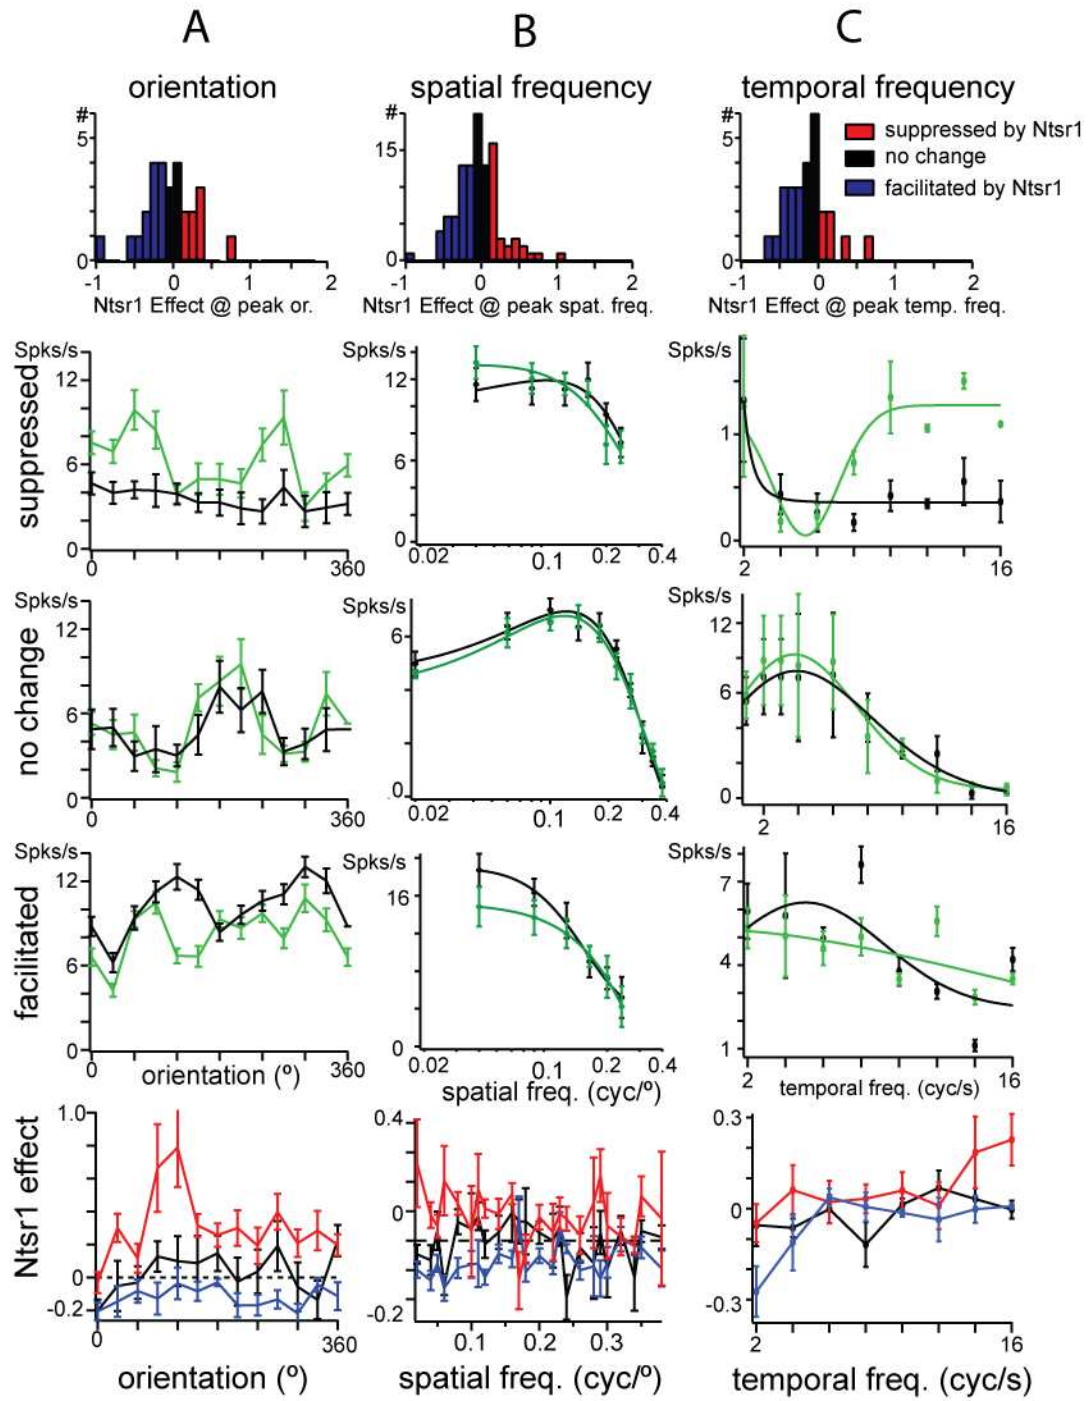 A B C
orientation spatial frequency temporal frequency
# # #
5 15 5
suppressed by Ntsr1
no change
facilitated by Ntsr1
0 0 0
-1 0 1 2 -1 0 1 2 -1 0 1 2
Ntsr1 Effect @ peak or. Ntsr1 Effect @ peak spat. freq. Ntsr1 Effect @ peak temp. freq.
suppressed
Spks/s Spks/s Spks/s
12 12
1
6 6
0 0 0
0 360 0.02 0.1 0.2 0.4 2 16
no change
Spks/s Spks/s Spks/s
12 6 12
6 6
0 0 0
0 360 0.02 0.1 0.2 0.4 2 16
facilitated
Spks/s Spks/s Spks/s
12 16 7
6 4
0 0 1
0 360 0.02 0.1 0.2 0.4 2 16
orientation (º) spatial freq. (cyc/º) temporal freq. (cyc/s)
Ntsr1 effect
1.0 0.4 0.3
0 0 0
-0.2 -0.2 -0.3
0 360 0.1 0.2 0.3 2 16
orientation (º) spatial freq. (cyc/º) temporal freq. (cyc/s)